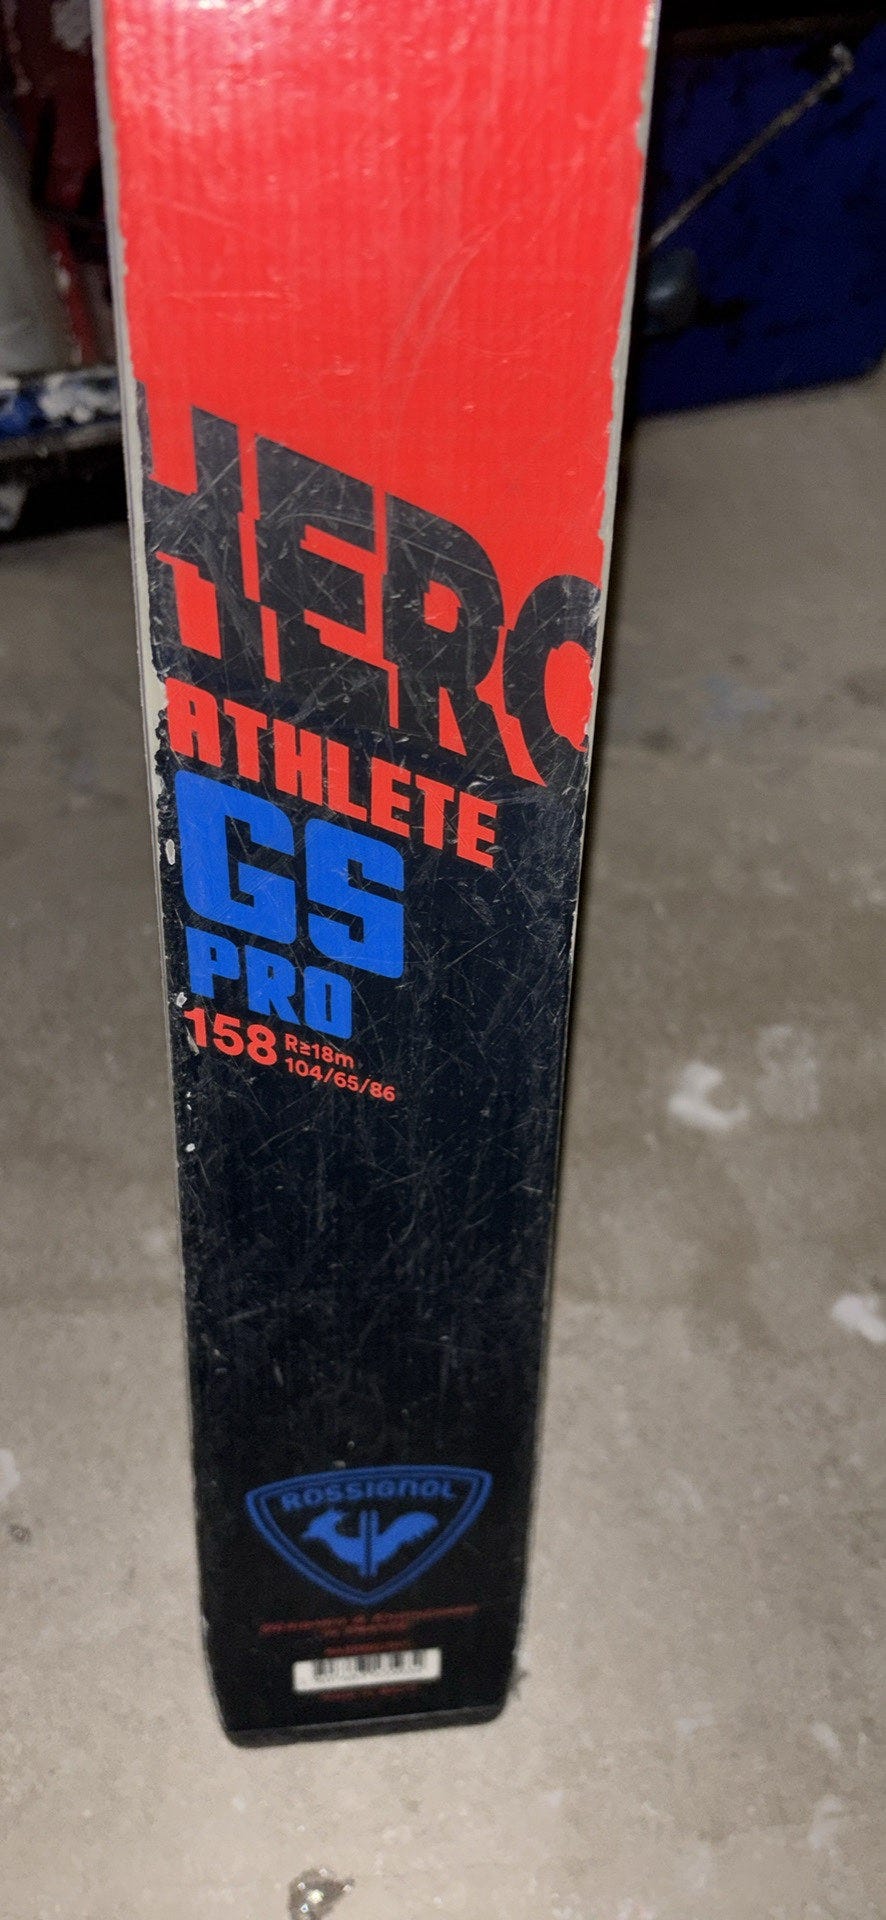 HERO
ATHLETE
GS
PRO
158 R≥18m
104/65/86
ROSSIGNOL